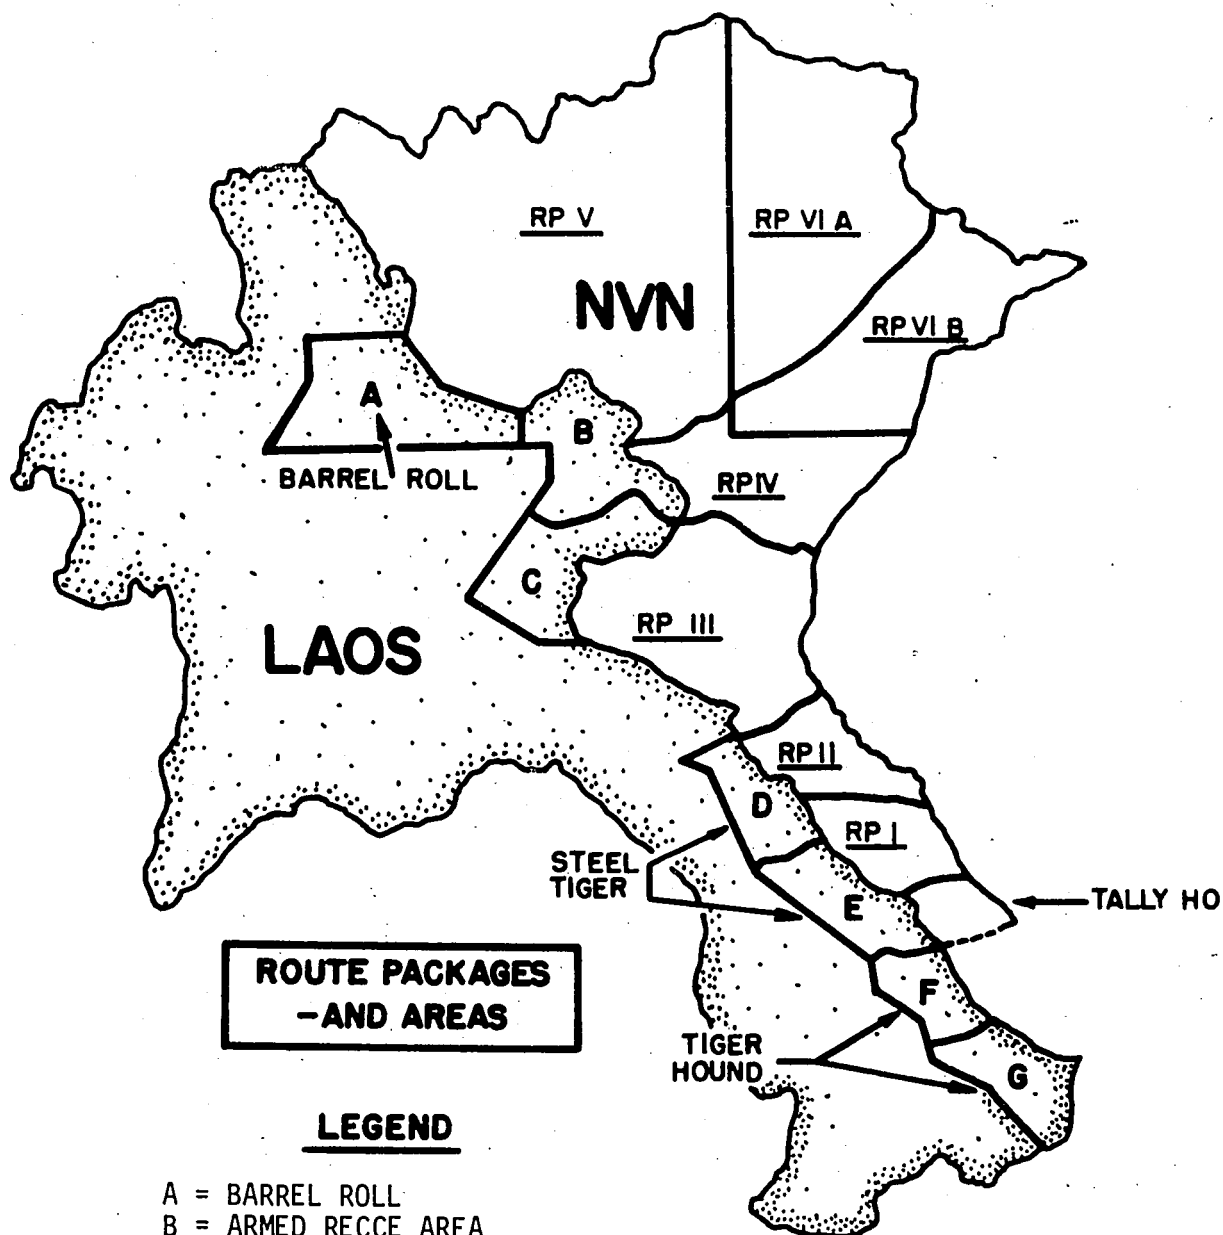 RP V
RP VI A
NVN
RP VI B
A
B
BARREL ROLL
RP IV
C
RP III
LAOS
RP II
D
RP I
STEEL
TIGER
E
TALLY HO
ROUTE PACKAGES
-AND AREAS
F
TIGER
HOUND
G
LEGEND
A = BARREL ROLL
B = ARMED RECCE AREA